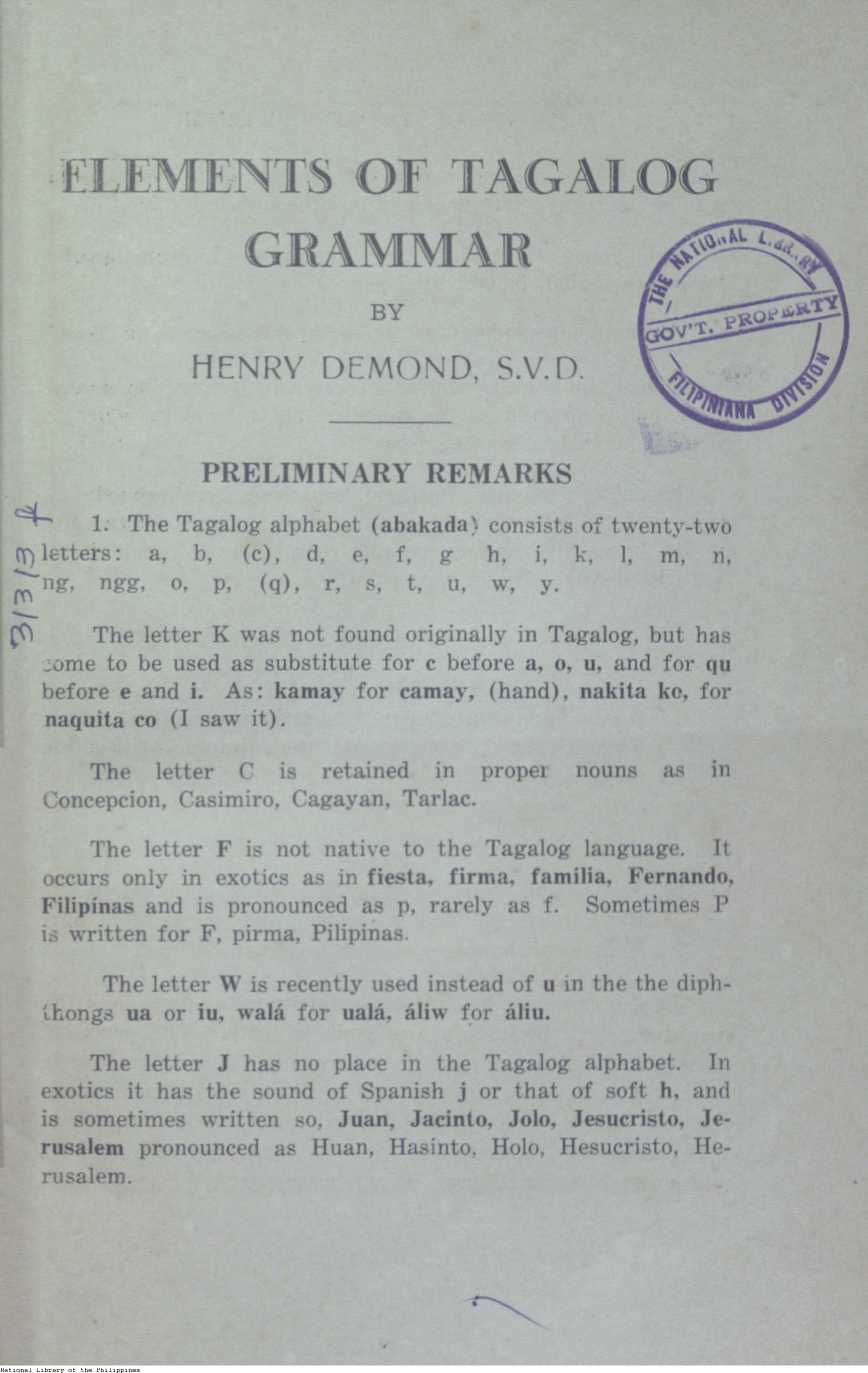 ELEMENTS OF TAGALOG
GRAMMAR
BY
HENRY DEMOND, S.V.D.
THE NATIONAL LIBRARY
GOV'T. PROPERTY
FILIPINIANA DIVISION
PRELIMINARY REMARKS
1. The Tagalog alphabet (abakada) consists of twenty-two
letters: a, b, (c), d, e, f, g h, i, k, l, m, n,
ng, ngg, o, p, (q), r, s, t, u, w, y.
The letter K was not found originally in Tagalog, but has
come to be used as substitute for c before a, o, u, and for qu
before e and i. As: kamay for camay, (hand), nakita ko, for
naquita co (I saw it).
The letter C is retained in proper nouns as in
Concepcion, Casimiro, Cagayan, Tarlac.
The letter F is not native to the Tagalog language. It
occurs only in exotics as in fiesta, firma, familia, Fernando,
Filipínas and is pronounced as p, rarely as f. Sometimes P
is written for F, pirma, Pilipinas.
The letter W is recently used instead of u in the the diph-
thongs ua or iu, walá for ualá, áliw for áliu.
The letter J has no place in the Tagalog alphabet. In
exotics it has the sound of Spanish j or that of soft h, and
is sometimes written so, Juan, Jacinto, Jolo, Jesucristo, Je-
rusalem pronounced as Huan, Hasinto, Holo, Hesucristo, He-
rusalem.
National Library of the Philippines